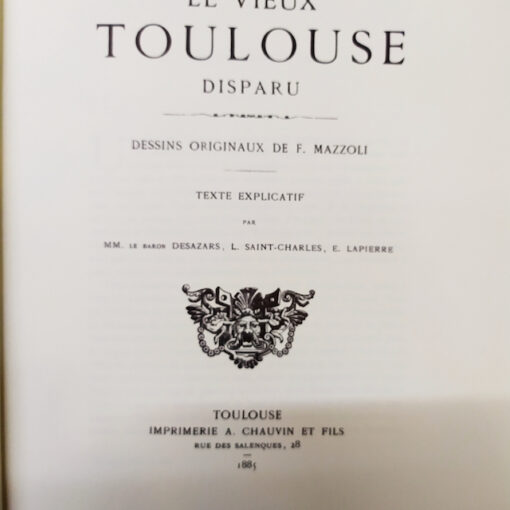 LE VIEUX
TOULOUSE
DISPARU
DESSINS ORIGINAUX DE F. MAZZOLI
TEXTE EXPLICATIF
PAR
MM. LE BARON DESAZARS, L. SAINT-CHARLES, E. LAPIERRE
TOULOUSE
IMPRIMERIE A. CHAUVIN ET FILS
RUE DES SALENQUES, 28
1885